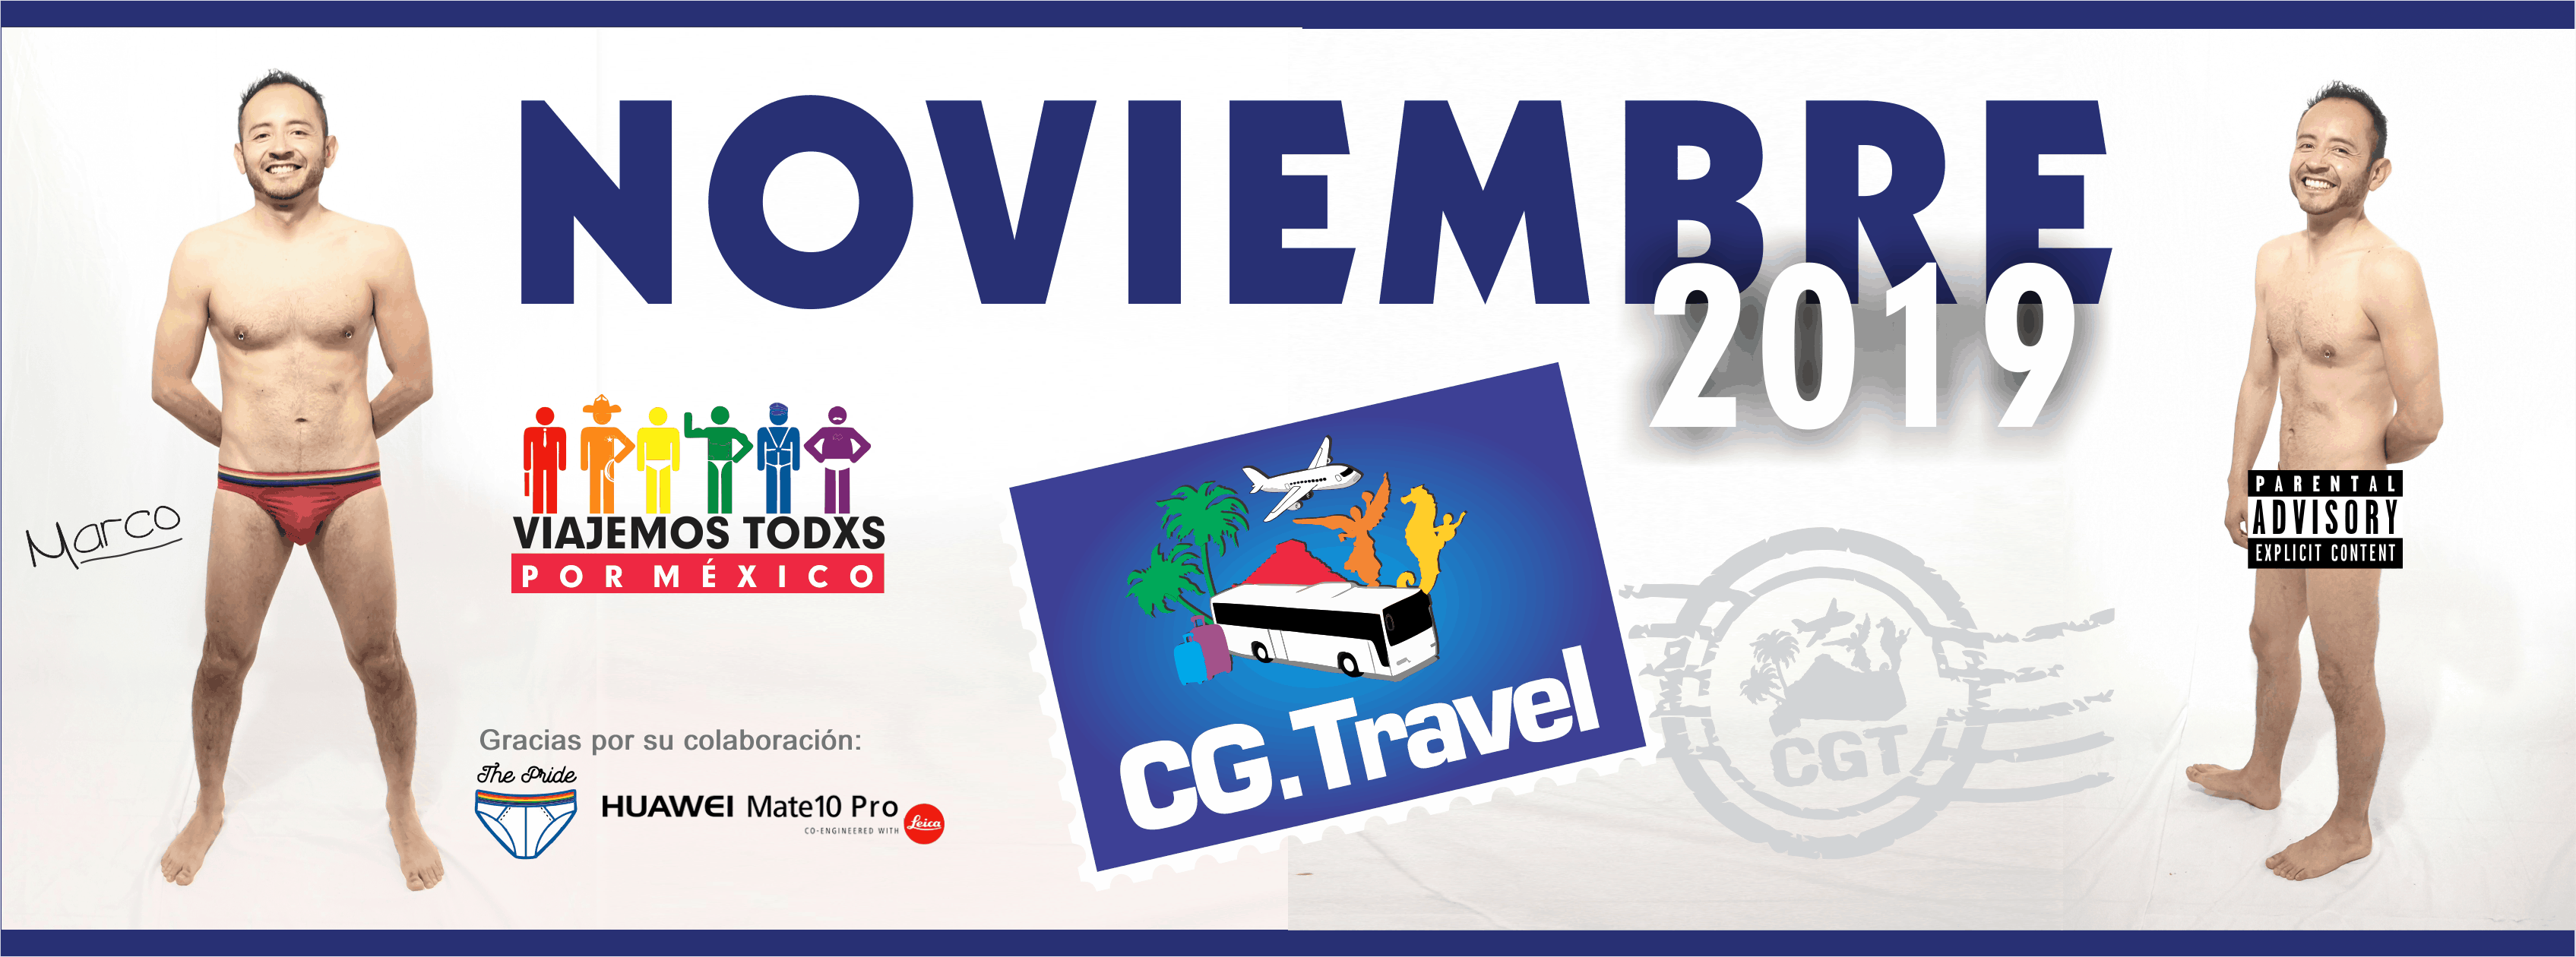 NOVIEMBRE
2019
Marco
VIAJEMOS TODXS
POR MÉXICO
CG.Travel
CGT
PARENTAL
ADVISORY
EXPLICIT CONTENT
Gracias por su colaboración:
The Pride
HUAWEI Mate10 Pro
CO-ENGINEERED WITH
Leica